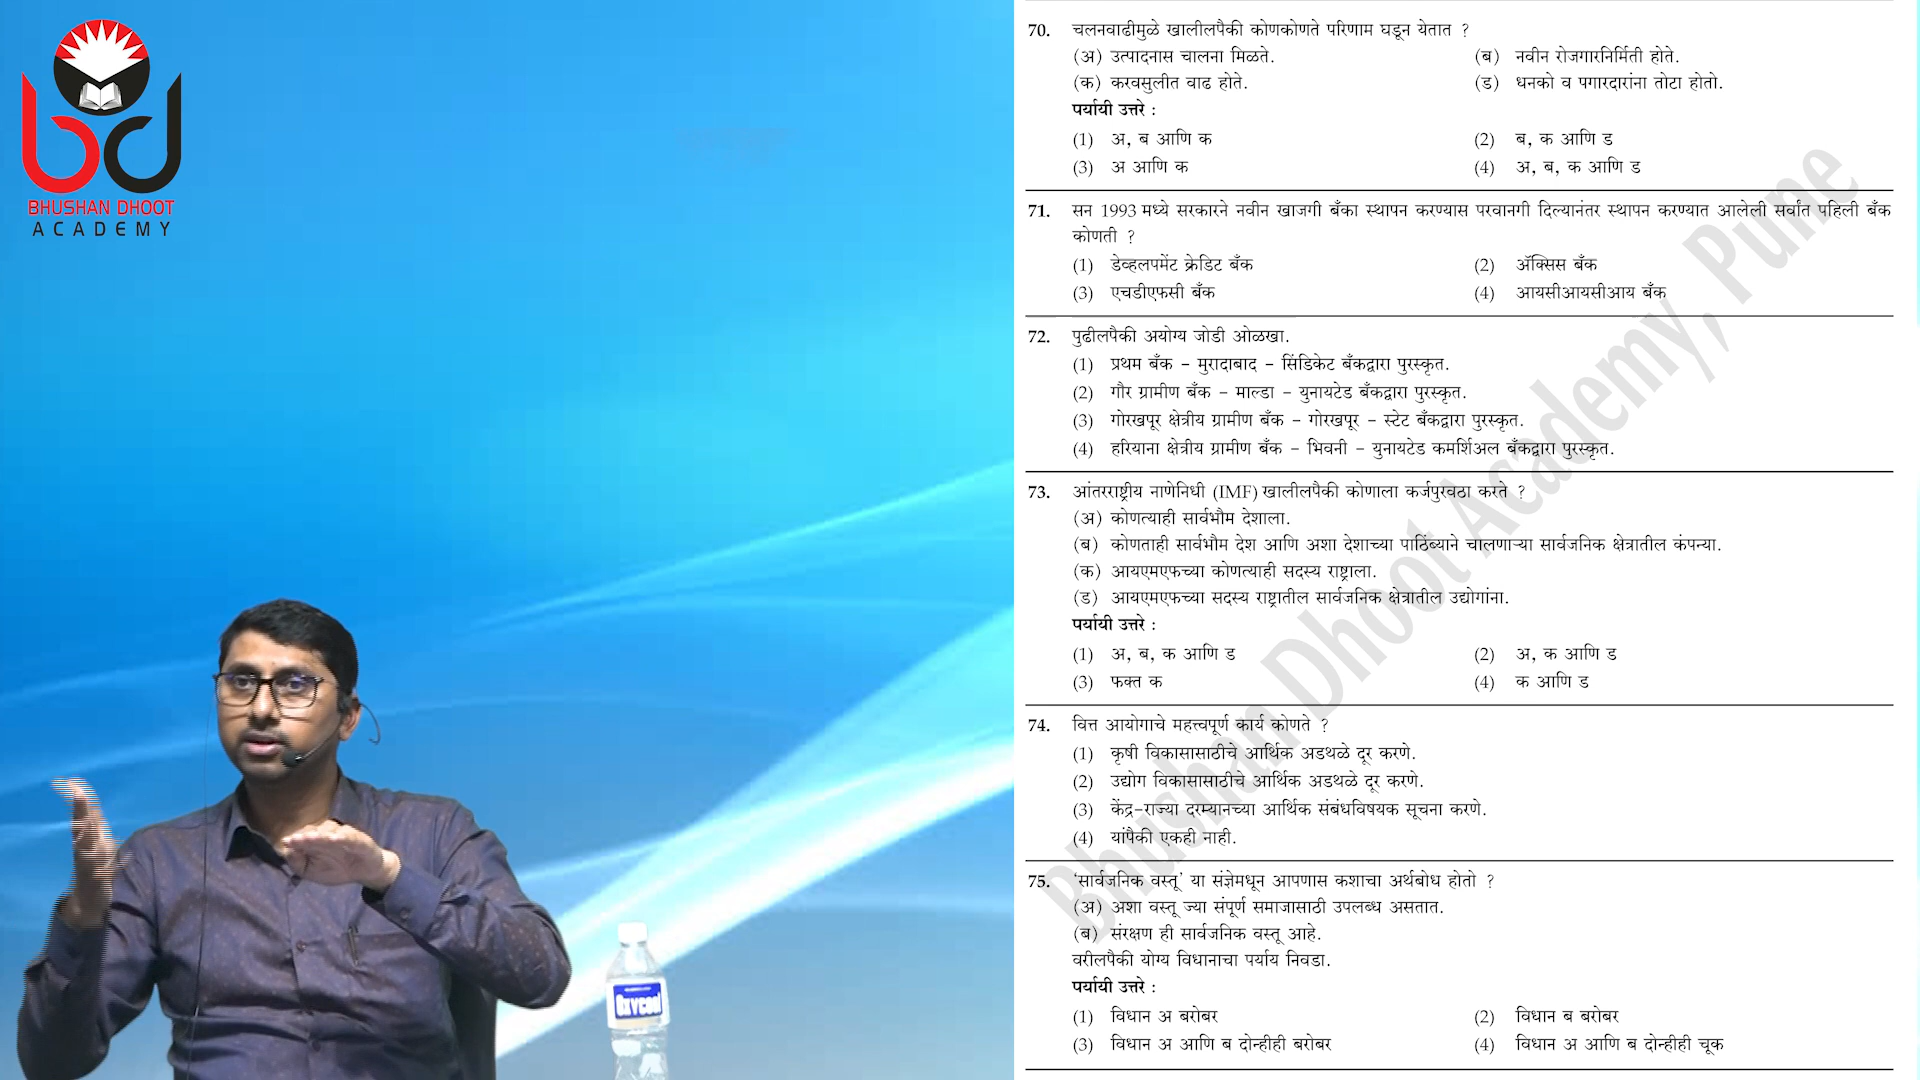 BHUSHAN DHOOT
ACADEMY
70. चलनवाढीमुळे खालीलपैकी कोणकोणते परिणाम घडून येतात ?
(अ) उत्पादनास चालना मिळते. (ब) नवीन रोजगारनिर्मिती होते.
(क) करवसुलीत वाढ होते. (ड) धनको व पगारदारांना तोटा होतो.
पर्यायी उत्तरे :
(1) अ, ब आणि क (2) ब, क आणि ड
(3) अ आणि क (4) अ, ब, क आणि ड
71. सन 1993 मध्ये सरकारने नवीन खाजगी बँका स्थापन करण्यास परवानगी दिल्यानंतर स्थापन करण्यात आलेली सर्वांत पहिली बँक
कोणती ?
(1) डेव्हलपमेंट क्रेडिट बँक (2) ॲक्सिस बँक
(3) एचडीएफसी बँक (4) आयसीआयसीआय बँक
72. पुढीलपैकी अयोग्य जोडी ओळखा.
(1) प्रथम बँक – मुरादाबाद – सिंडिकेट बँकद्वारा पुरस्कृत.
(2) गौर ग्रामीण बँक – माल्डा – युनायटेड बँकद्वारा पुरस्कृत.
(3) गोरखपूर क्षेत्रीय ग्रामीण बँक – गोरखपूर – स्टेट बँकद्वारा पुरस्कृत.
(4) हरियाना क्षेत्रीय ग्रामीण बँक – भिवनी – युनायटेड कमर्शिअल बँकद्वारा पुरस्कृत.
73. आंतरराष्ट्रीय नाणेनिधी (IMF) खालीलपैकी कोणाला कर्जपुरवठा करते ?
(अ) कोणत्याही सार्वभौम देशाला.
(ब) कोणताही सार्वभौम देश आणि अशा देशाच्या पाठिंब्याने चालणाऱ्या सार्वजनिक क्षेत्रातील कंपन्या.
(क) आयएमएफच्या कोणत्याही सदस्य राष्ट्राला.
(ड) आयएमएफच्या सदस्य राष्ट्रातील सार्वजनिक क्षेत्रातील उद्योगांना.
पर्यायी उत्तरे :
(1) अ, ब, क आणि ड (2) अ, क आणि ड
(3) फक्त क (4) क आणि ड
74. वित्त आयोगाचे महत्त्वपूर्ण कार्य कोणते ?
(1) कृषी विकासासाठीचे आर्थिक अडथळे दूर करणे.
(2) उद्योग विकासासाठीचे आर्थिक अडथळे दूर करणे.
(3) केंद्र-राज्या दरम्यानच्या आर्थिक संबंधविषयक सूचना करणे.
(4) यांपैकी एकही नाही.
75. 'सार्वजनिक वस्तू' या संज्ञेमधून आपणास कशाचा अर्थबोध होतो ?
(अ) अशा वस्तू ज्या संपूर्ण समाजासाठी उपलब्ध असतात.
(ब) संरक्षण ही सार्वजनिक वस्तू आहे.
वरीलपैकी योग्य विधानाचा पर्याय निवडा.
पर्यायी उत्तरे :
(1) विधान अ बरोबर (2) विधान ब बरोबर
(3) विधान अ आणि ब दोन्हीही बरोबर (4) विधान अ आणि ब दोन्हीही चूक
Bhushan Dhoot Academy, Pune
Oxycool